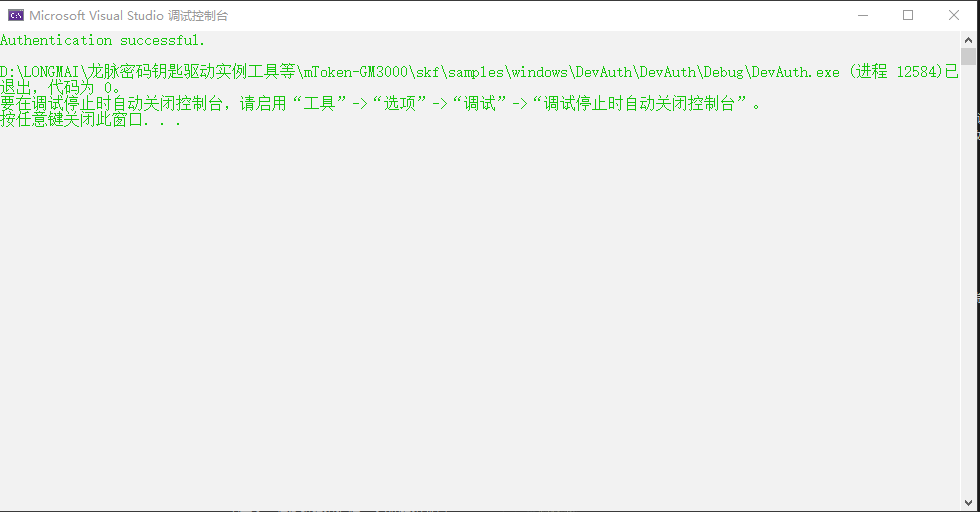 Microsoft Visual Studio 调试控制台
Authentication successful.
D:\LONGMAI\龙脉密码钥匙驱动实例工具等\mToken-GM3000\skf\samples\windows\DevAuth\DevAuth\Debug\DevAuth.exe (进程 12584)已
退出，代码为 0。
要在调试停止时自动关闭控制台，请启用“工具”->“选项”->“调试”->“调试停止时自动关闭控制台”。
按任意键关闭此窗口. . .